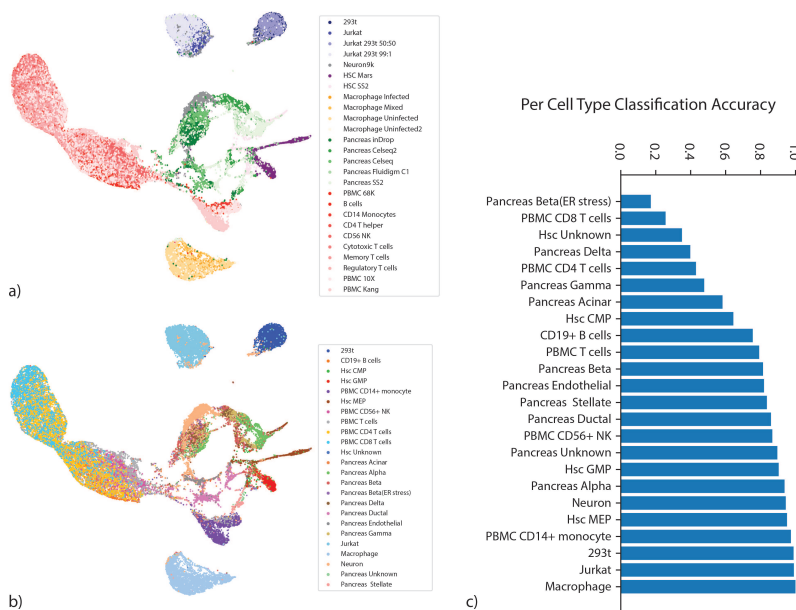 293t
Jurkat
Jurkat 293t 50:50
Jurkat 293t 99:1
Neuron9k
HSC Mars
HSC SS2
Macrophage Infected
Macrophage Mixed
Macrophage Uninfected
Macrophage Uninfected2
Pancreas inDrop
Pancreas Celseq2
Pancreas Celseq
Pancreas Fluidigm C1
Pancreas SS2
PBMC 68K
B cells
CD14 Monocytes
CD4 T helper
CD56 NK
Cytotoxic T cells
Memory T cells
Regulatory T cells
PBMC 10X
PBMC Kang
a)
293t
CD19+ B cells
Hsc CMP
Hsc GMP
PBMC CD14+ monocyte
Hsc MEP
PBMC CD56+ NK
PBMC T cells
PBMC CD4 T cells
PBMC CD8 T cells
Hsc Unknown
Pancreas Acinar
Pancreas Alpha
Pancreas Beta
Pancreas Beta(ER stress)
Pancreas Delta
Pancreas Ductal
Pancreas Endothelial
Pancreas Gamma
Jurkat
Macrophage
Neuron
Pancreas Unknown
Pancreas Stellate
b)
Per Cell Type Classification Accuracy
0.0 0.2 0.4 0.6 0.8 1.0
Pancreas Beta(ER stress)
PBMC CD8 T cells
Hsc Unknown
Pancreas Delta
PBMC CD4 T cells
Pancreas Gamma
Pancreas Acinar
Hsc CMP
CD19+ B cells
PBMC T cells
Pancreas Beta
Pancreas Endothelial
Pancreas Stellate
Pancreas Ductal
PBMC CD56+ NK
Pancreas Unknown
Hsc GMP
Pancreas Alpha
Neuron
Hsc MEP
PBMC CD14+ monocyte
293t
Jurkat
Macrophage
c)